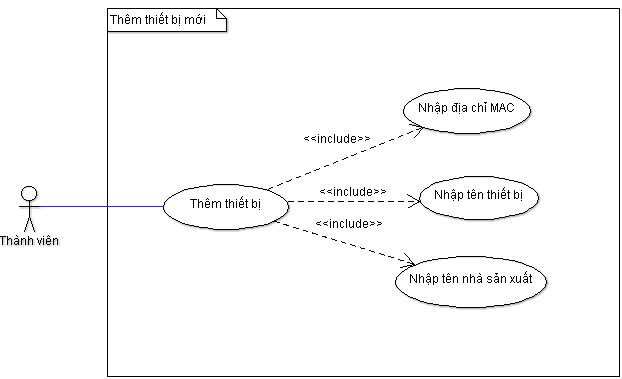 Thêm thiết bị mới
Nhập địa chỉ MAC
<<include>>
Thêm thiết bị
<<include>>
Nhập tên thiết bị
<<include>>
Thành viên
Nhập tên nhà sản xuất